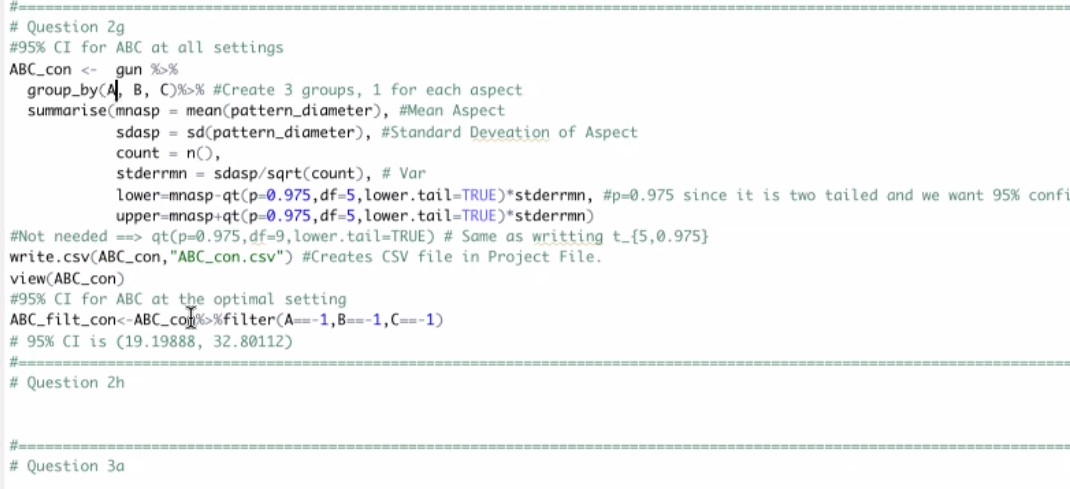 #==============================================================================
# Question 2g
#95% CI for ABC at all settings
ABC_con <-  gun %>%
  group_by(A, B, C)%>% #Create 3 groups, 1 for each aspect
  summarise(mnasp = mean(pattern_diameter), #Mean Aspect
            sdasp = sd(pattern_diameter), #Standard Deveation of Aspect
            count = n(),
            stderrmn = sdasp/sqrt(count), # Var
            lower=mnasp-qt(p=0.975,df=5,lower.tail=TRUE)*stderrmn, #p=0.975 since it is two tailed and we want 95% confi
            upper=mnasp+qt(p=0.975,df=5,lower.tail=TRUE)*stderrmn)
#Not needed ==> qt(p=0.975,df=9,lower.tail=TRUE) # Same as writting t_{5,0.975}
write.csv(ABC_con,"ABC_con.csv") #Creates CSV file in Project File.
view(ABC_con)
#95% CI for ABC at the optimal setting
ABC_filt_con<-ABC_con%>%filter(A==-1,B==-1,C==-1)
# 95% CI is (19.19888, 32.80112)
#==============================================================================
# Question 2h
#==============================================================================
# Question 3a